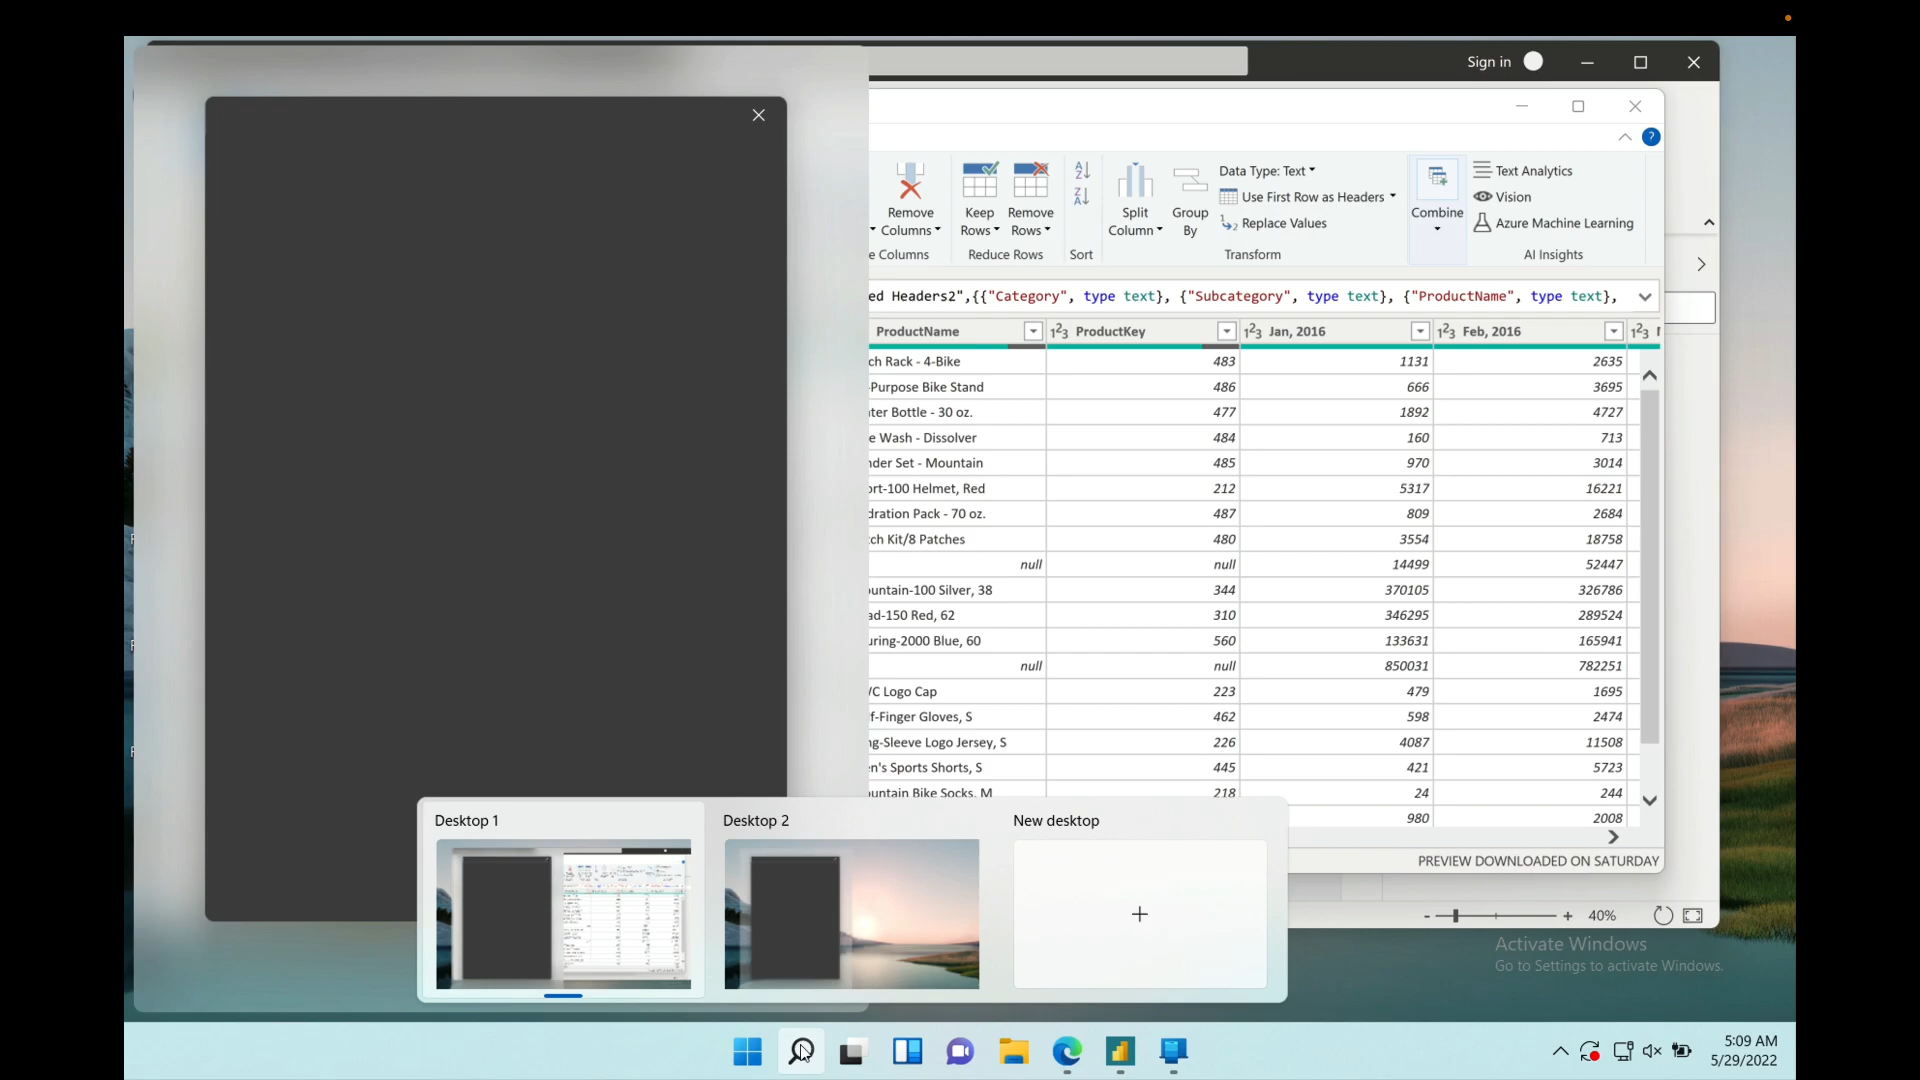 Sign in
Remove
Columns
Keep
Rows
Remove
Rows
Split
Column
Group
By
Data Type: Text
Use First Row as Headers
Replace Values
Combine
Text Analytics
Vision
Azure Machine Learning
e Columns
Reduce Rows
Sort
Transform
AI Insights
ed Headers2",{{"Category", type text}, {"Subcategory", type text}, {"ProductName", type text},
ProductName 1²3 ProductKey 1²3 Jan, 2016 1²3 Feb, 2016 1²3
ch Rack - 4-Bike 483 1131 2635
-Purpose Bike Stand 486 666 3695
ter Bottle - 30 oz. 477 1892 4727
e Wash - Dissolver 484 160 713
nder Set - Mountain 485 970 3014
ort-100 Helmet, Red 212 5317 16221
dration Pack - 70 oz. 487 809 2684
ch Kit/8 Patches 480 3554 18758
null null 14499 52447
ountain-100 Silver, 38 344 370105 326786
ad-150 Red, 62 310 346295 289524
uring-2000 Blue, 60 560 133631 165941
null null 850031 782251
/C Logo Cap 223 479 1695
f-Finger Gloves, S 462 598 2474
ng-Sleeve Logo Jersey, S 226 4087 11508
en's Sports Shorts, S 445 421 5723
untain Bike Socks, M 218 24 244
980 2008
Desktop 1
Desktop 2
New desktop
PREVIEW DOWNLOADED ON SATURDAY
40%
Activate Windows
Go to Settings to activate Windows.
5:09 AM
5/29/2022